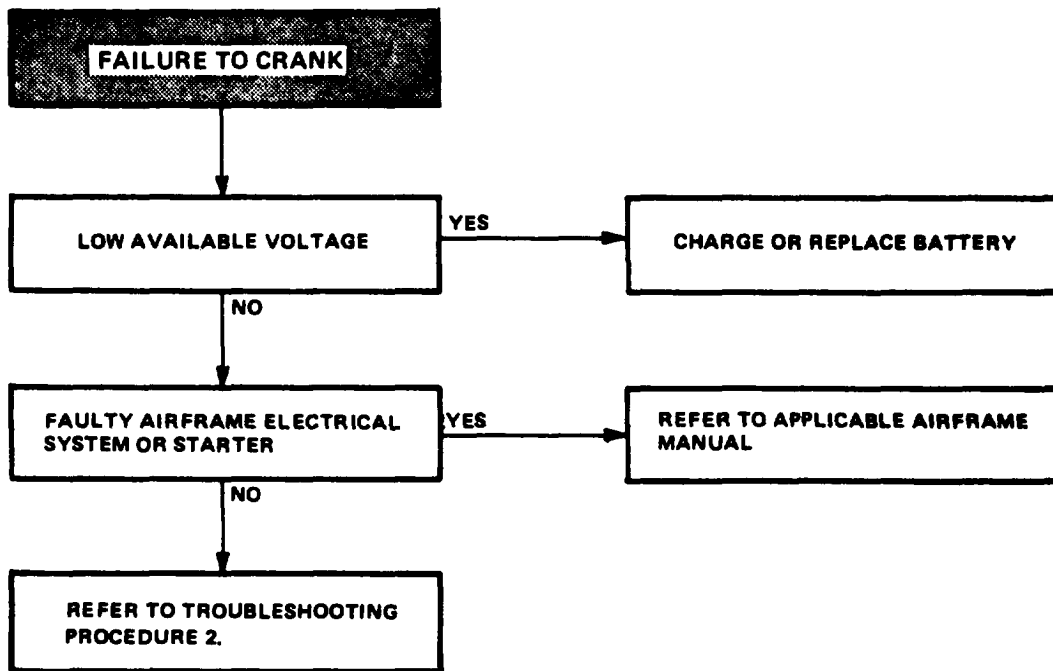 FAILURE TO CRANK
LOW AVAILABLE VOLTAGE
YES
CHARGE OR REPLACE BATTERY
NO
FAULTY AIRFRAME ELECTRICAL
SYSTEM OR STARTER
YES
REFER TO APPLICABLE AIRFRAME
MANUAL
NO
REFER TO TROUBLESHOOTING
PROCEDURE 2.